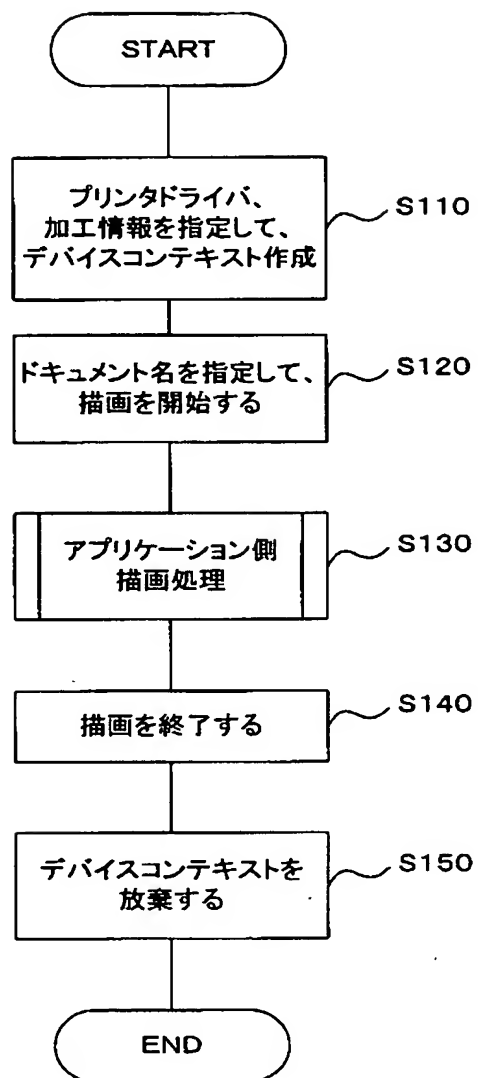 START
プリンタドライバ、
加工情報を指定して、
デバイスコンテキスト作成
S110
ドキュメント名を指定して、
描画を開始する
S120
アプリケーション側
描画処理
S130
描画を終了する
S140
デバイスコンテキストを
放棄する
S150
END